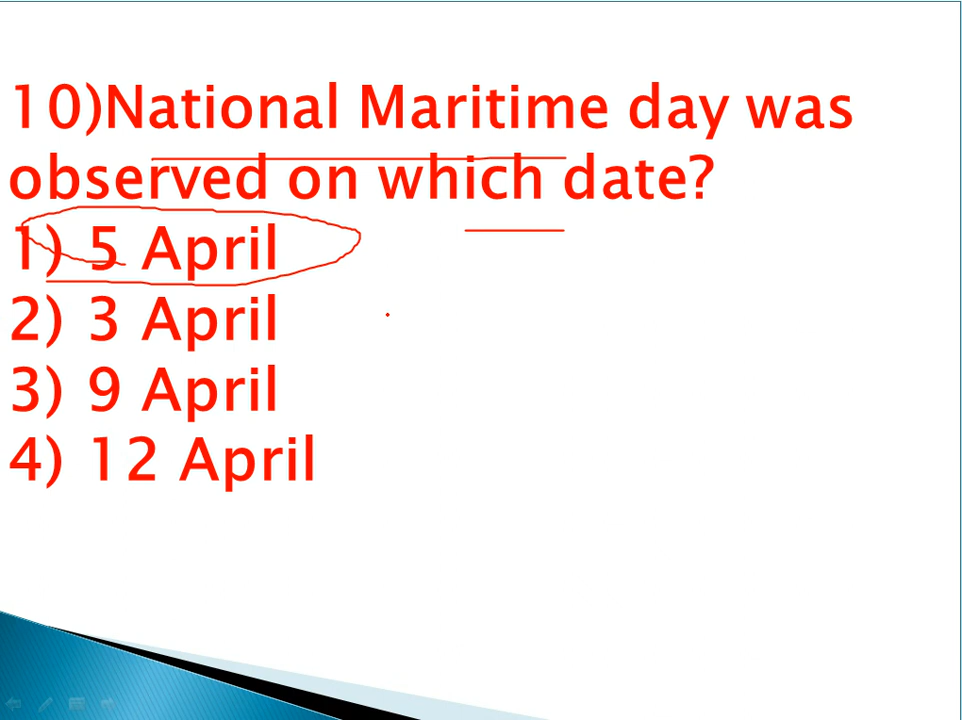 10)National Maritime day was
observed on which date?
1) 5 April
2) 3 April
3) 9 April
4) 12 April